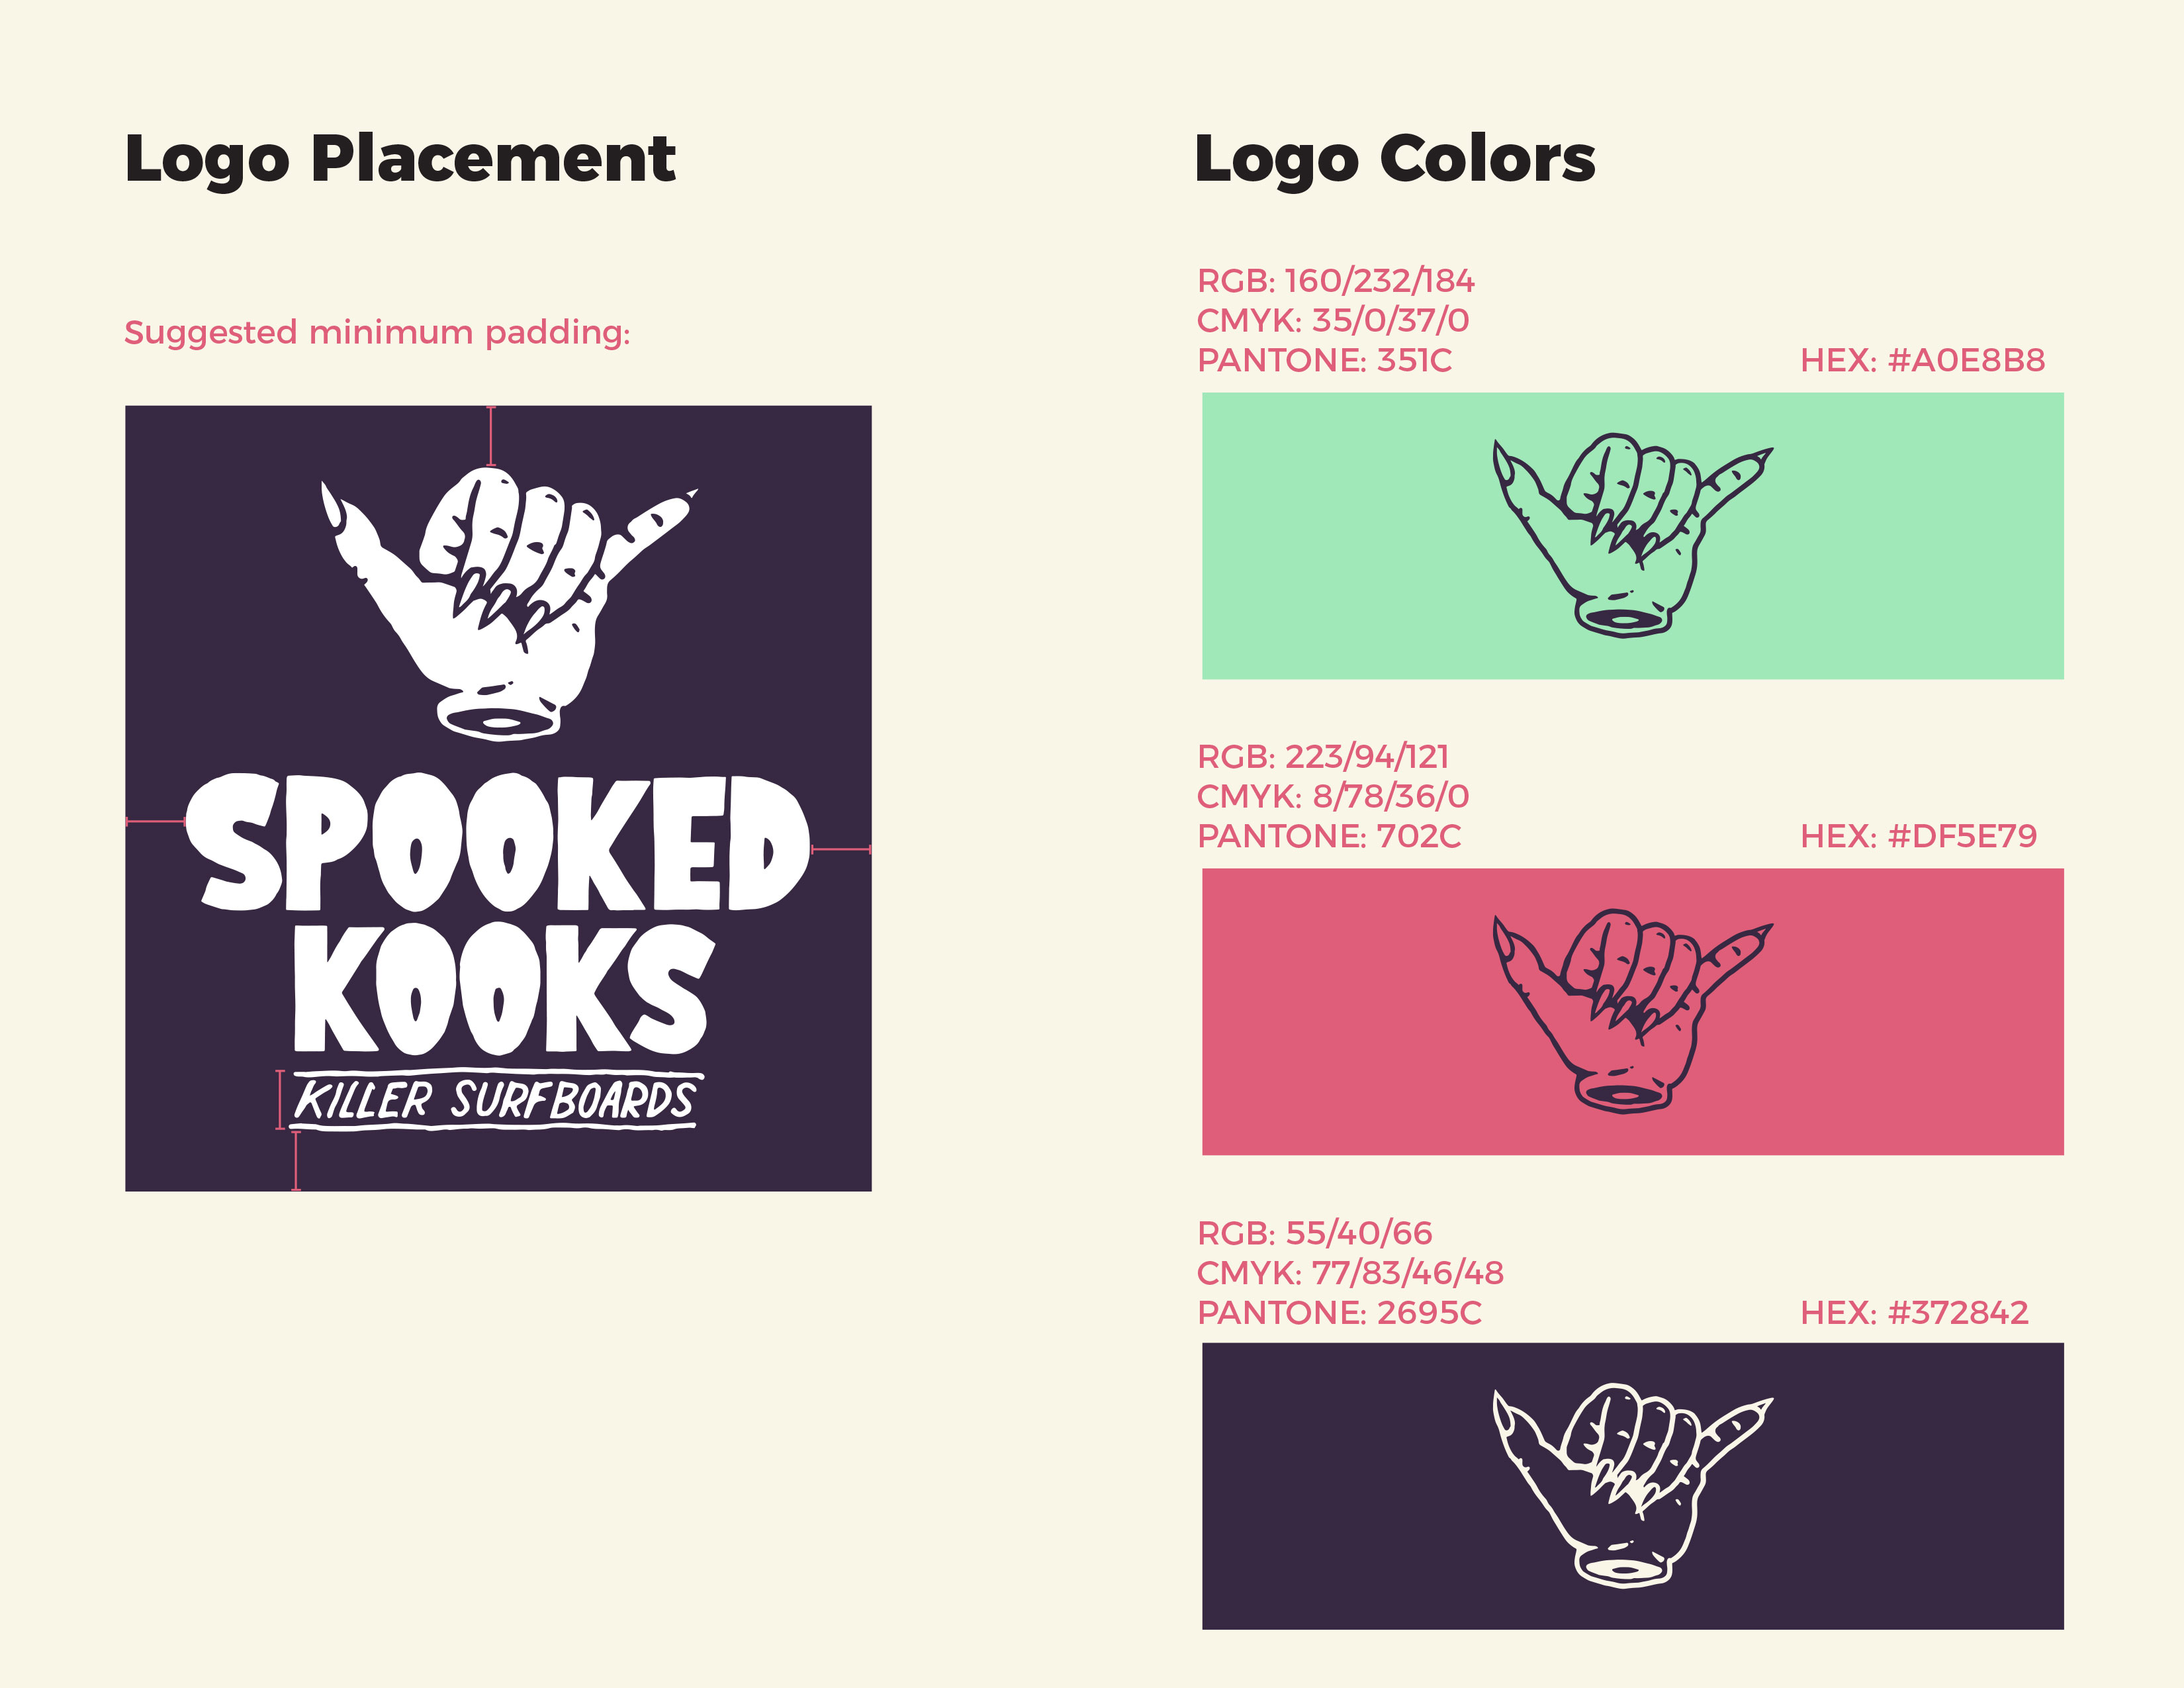 Logo Placement
Suggested minimum padding:
SPOOKED
KOOKS
KILLER SURFBOARDS
Logo Colors
RGB: 160/232/184
CMYK: 35/0/37/0
PANTONE: 351C
HEX: #A0E8B8
RGB: 223/94/121
CMYK: 8/78/36/0
PANTONE: 702C
HEX: #DF5E79
RGB: 55/40/66
CMYK: 77/83/46/48
PANTONE: 2695C
HEX: #372842